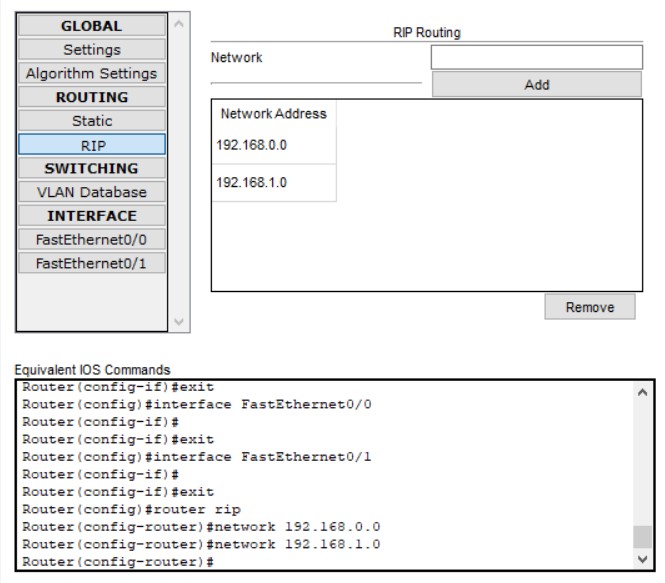 GLOBAL
Settings
Algorithm Settings
ROUTING
Static
RIP
SWITCHING
VLAN Database
INTERFACE
FastEthernet0/0
FastEthernet0/1
RIP Routing
Network
Add
Network Address
192.168.0.0
192.168.1.0
Remove
Equivalent IOS Commands
Router(config-if)#exit
Router(config)#interface FastEthernet0/0
Router(config-if)#
Router(config-if)#exit
Router(config)#interface FastEthernet0/1
Router(config-if)#
Router(config-if)#exit
Router(config)#router rip
Router(config-router)#network 192.168.0.0
Router(config-router)#network 192.168.1.0
Router(config-router)#